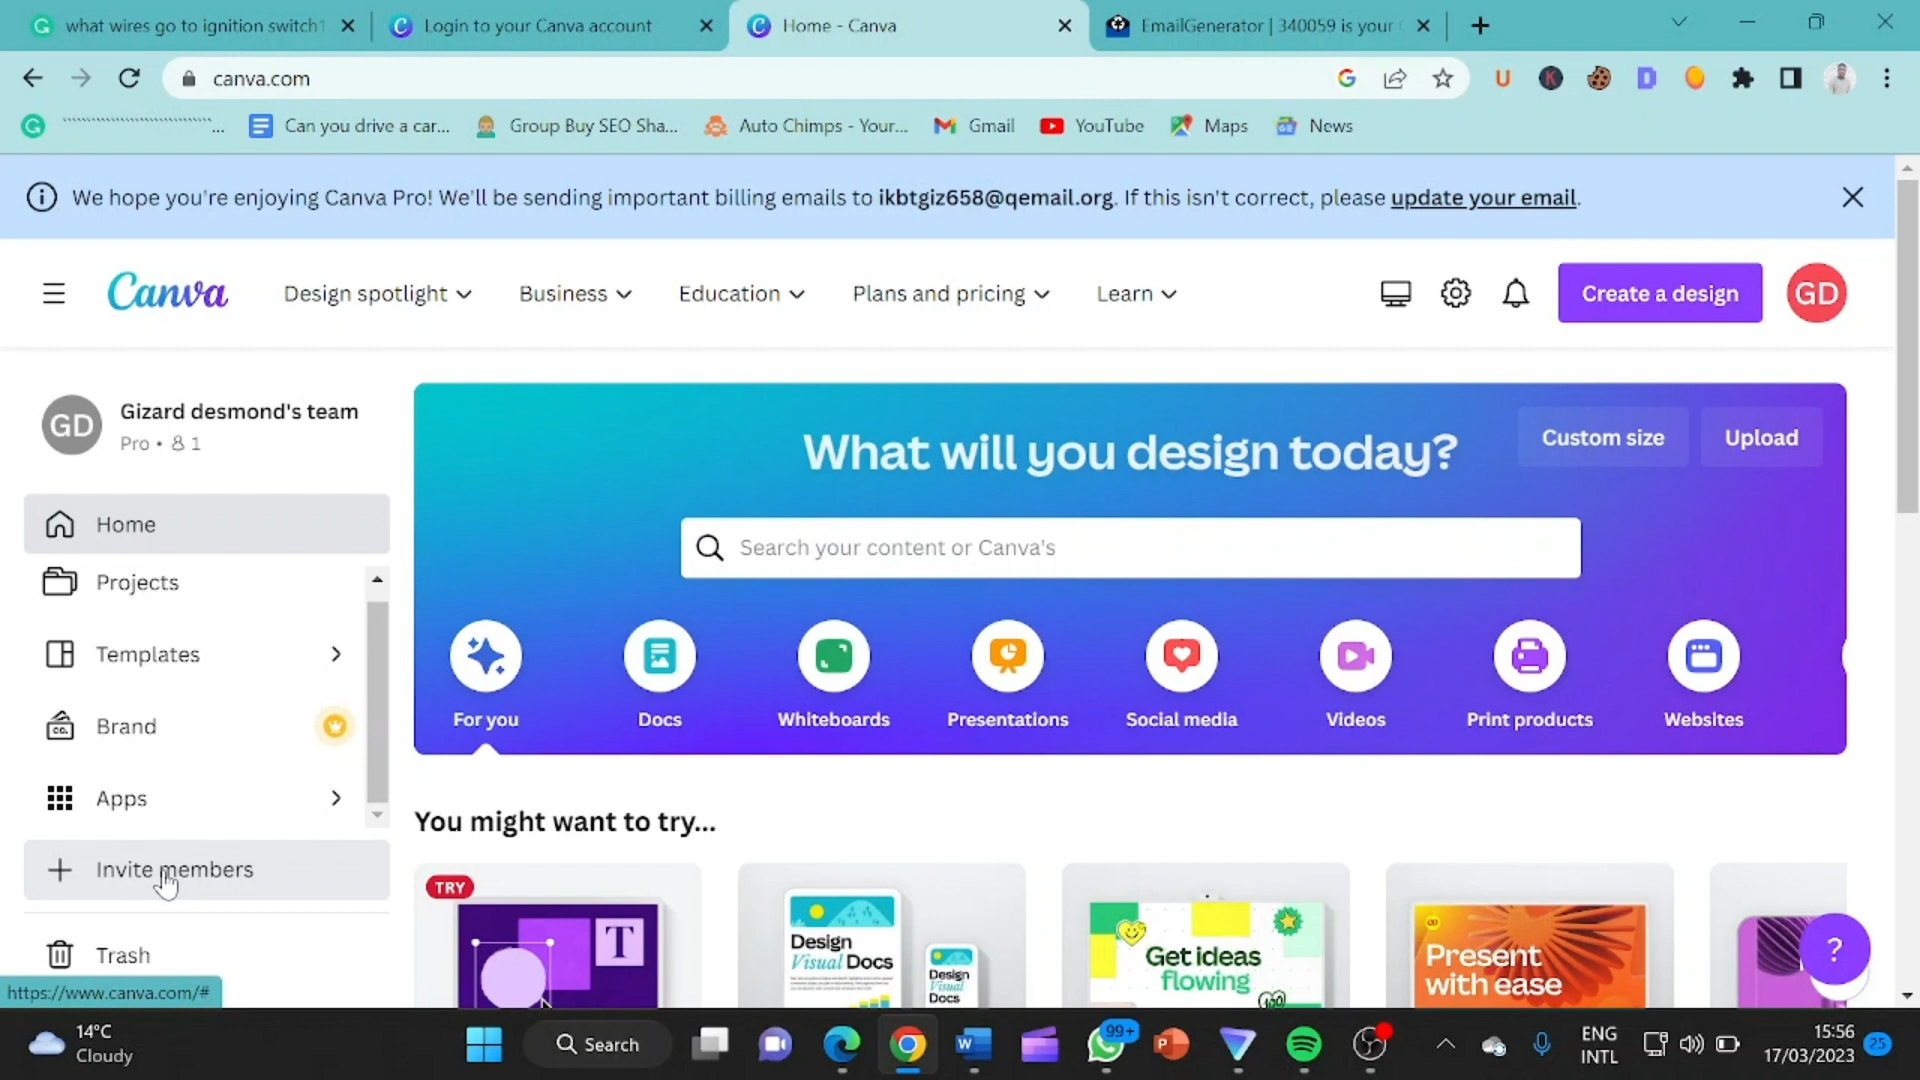 what wires go to ignition switch
Login to your Canva account
Home - Canva
EmailGenerator | 340059 is your
canva.com
Can you drive a car...
Group Buy SEO Sha...
Auto Chimps - Your...
Gmail
YouTube
Maps
News
We hope you're enjoying Canva Pro! We'll be sending important billing emails to ikbtgiz658@qemail.org. If this isn't correct, please update your email.
Canva
Design spotlight
Business
Education
Plans and pricing
Learn
Create a design
GD
GD
Gizard desmond's team
Pro • 1
What will you design today?
Custom size
Upload
Home
Search your content or Canva's
Projects
Templates
Brand
Apps
For you
Docs
Whiteboards
Presentations
Social media
Videos
Print products
Websites
You might want to try...
Invite members
TRY
T
Design
Visual Docs
Design
Visual
Docs
Get ideas
flowing
100
Present
with ease
?
Trash
https://www.canva.com/#
14°C
Cloudy
Search
99+
ENG
INTL
15:56
17/03/2023
25